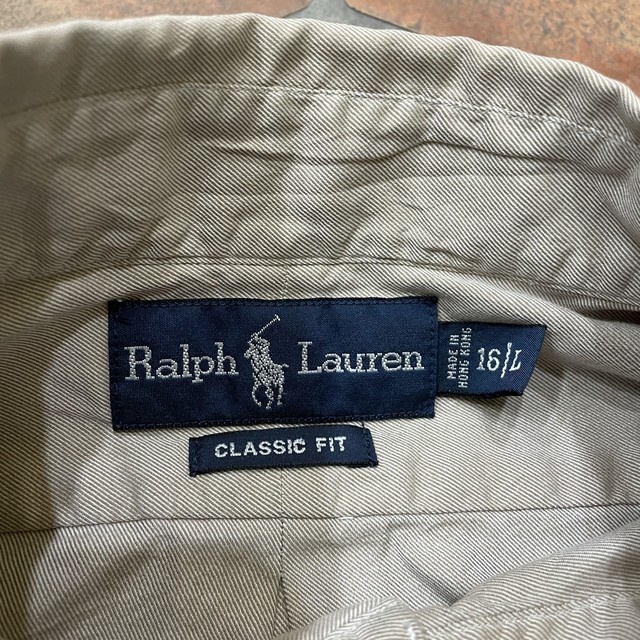 Ralph Lauren
MADE IN
HONG KONG
16/L
CLASSIC FIT